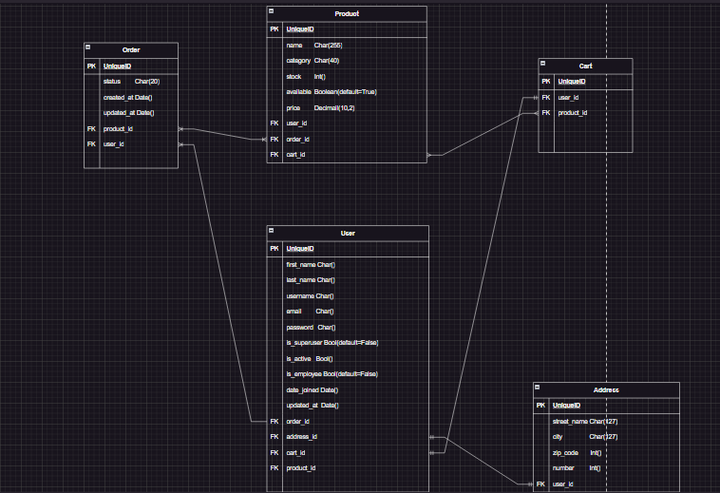 Order
PK UniqueID
status Char(20)
created_at Date()
updated_at Date()
FK product_id
FK user_id
Product
PK UniqueID
name Char(255)
category Char(40)
stock Int()
available Boolean(default=True)
price Decimal(10,2)
FK user_id
FK order_id
FK cart_id
Cart
PK UniqueID
FK user_id
FK product_id
User
PK UniqueID
first_name Char()
last_name Char()
username Char()
email Char()
password Char()
is_superuser Bool(default=False)
is_active Bool()
is_employee Bool(default=False)
date_joined Date()
updated_at Date()
FK order_id
FK address_id
FK cart_id
FK product_id
Address
PK UniqueID
street_name Char(127)
city Char(127)
zip_code Int()
number Int()
FK user_id